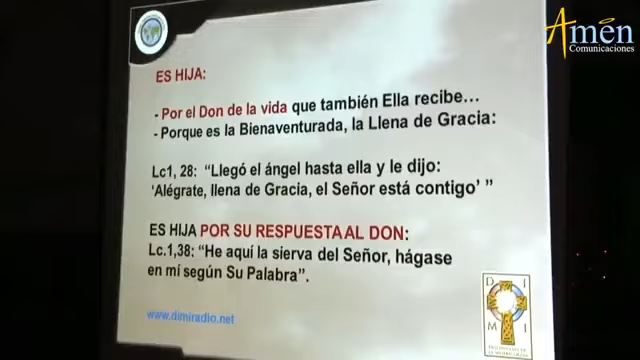 Amén
Comunicaciones
ES HIJA:
- Por el Don de la vida que también Ella recibe...
- Porque es la Bienaventurada, la Llena de Gracia:
Lc1, 28: “Llegó el ángel hasta ella y le dijo:
‘Alégrate, llena de Gracia, el Señor está contigo’ ”
ES HIJA POR SU RESPUESTA AL DON:
Lc.1,38: “He aquí la sierva del Señor, hágase
en mí según Su Palabra”.
www.dimiradio.net
D I
M I